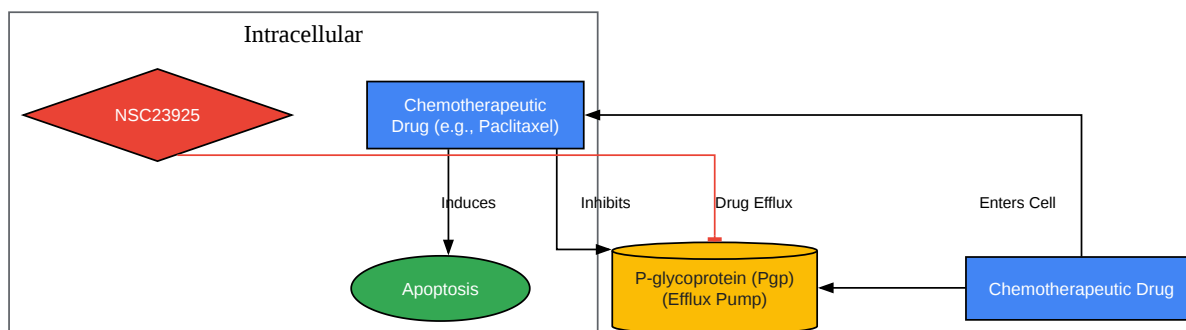 Intracellular
NSC23925
Chemotherapeutic
Drug (e.g., Paclitaxel)
Induces
Inhibits
Drug Efflux
Enters Cell
Apoptosis
P-glycoprotein (Pgp)
(Efflux Pump)
Chemotherapeutic Drug